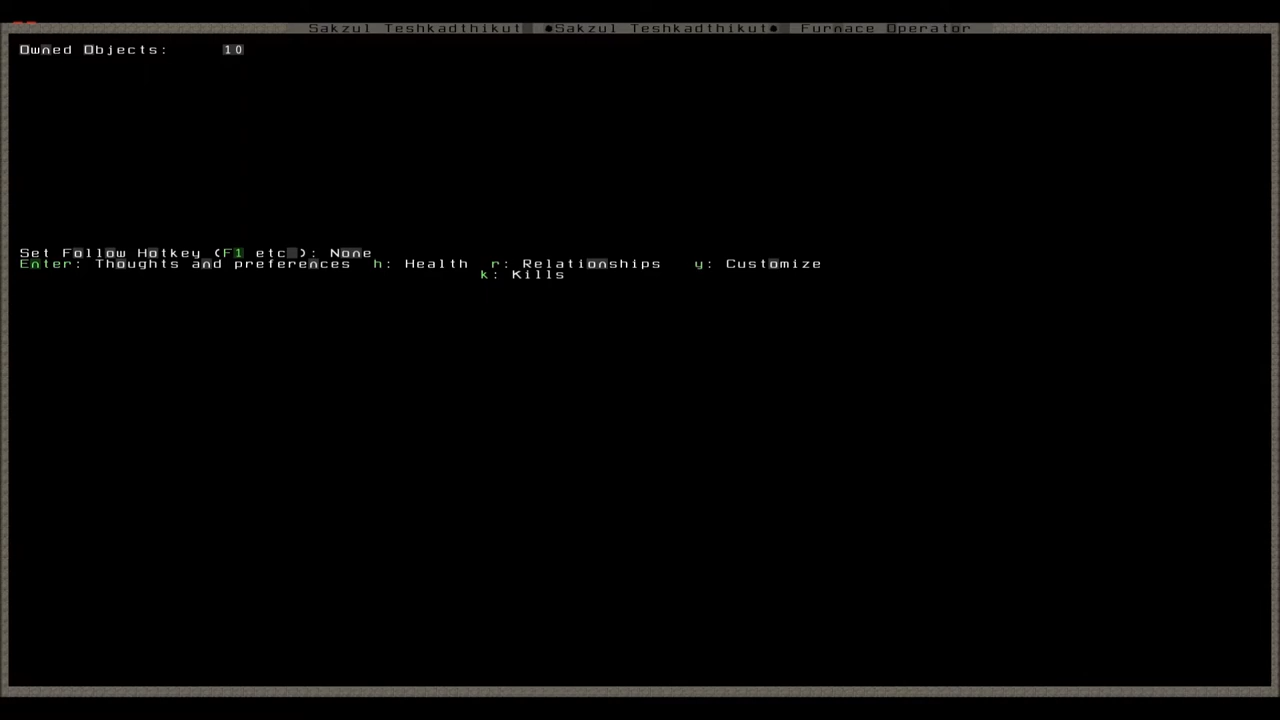 Sakzul Teshkadthikut ●Sakzul Teshkadthikut● Furnace Operator
Owned Objects: 10
Set Follow Hotkey (F1 etc ): None
Enter: Thoughts and preferences h: Health r: Relationships y: Customize
k: Kills